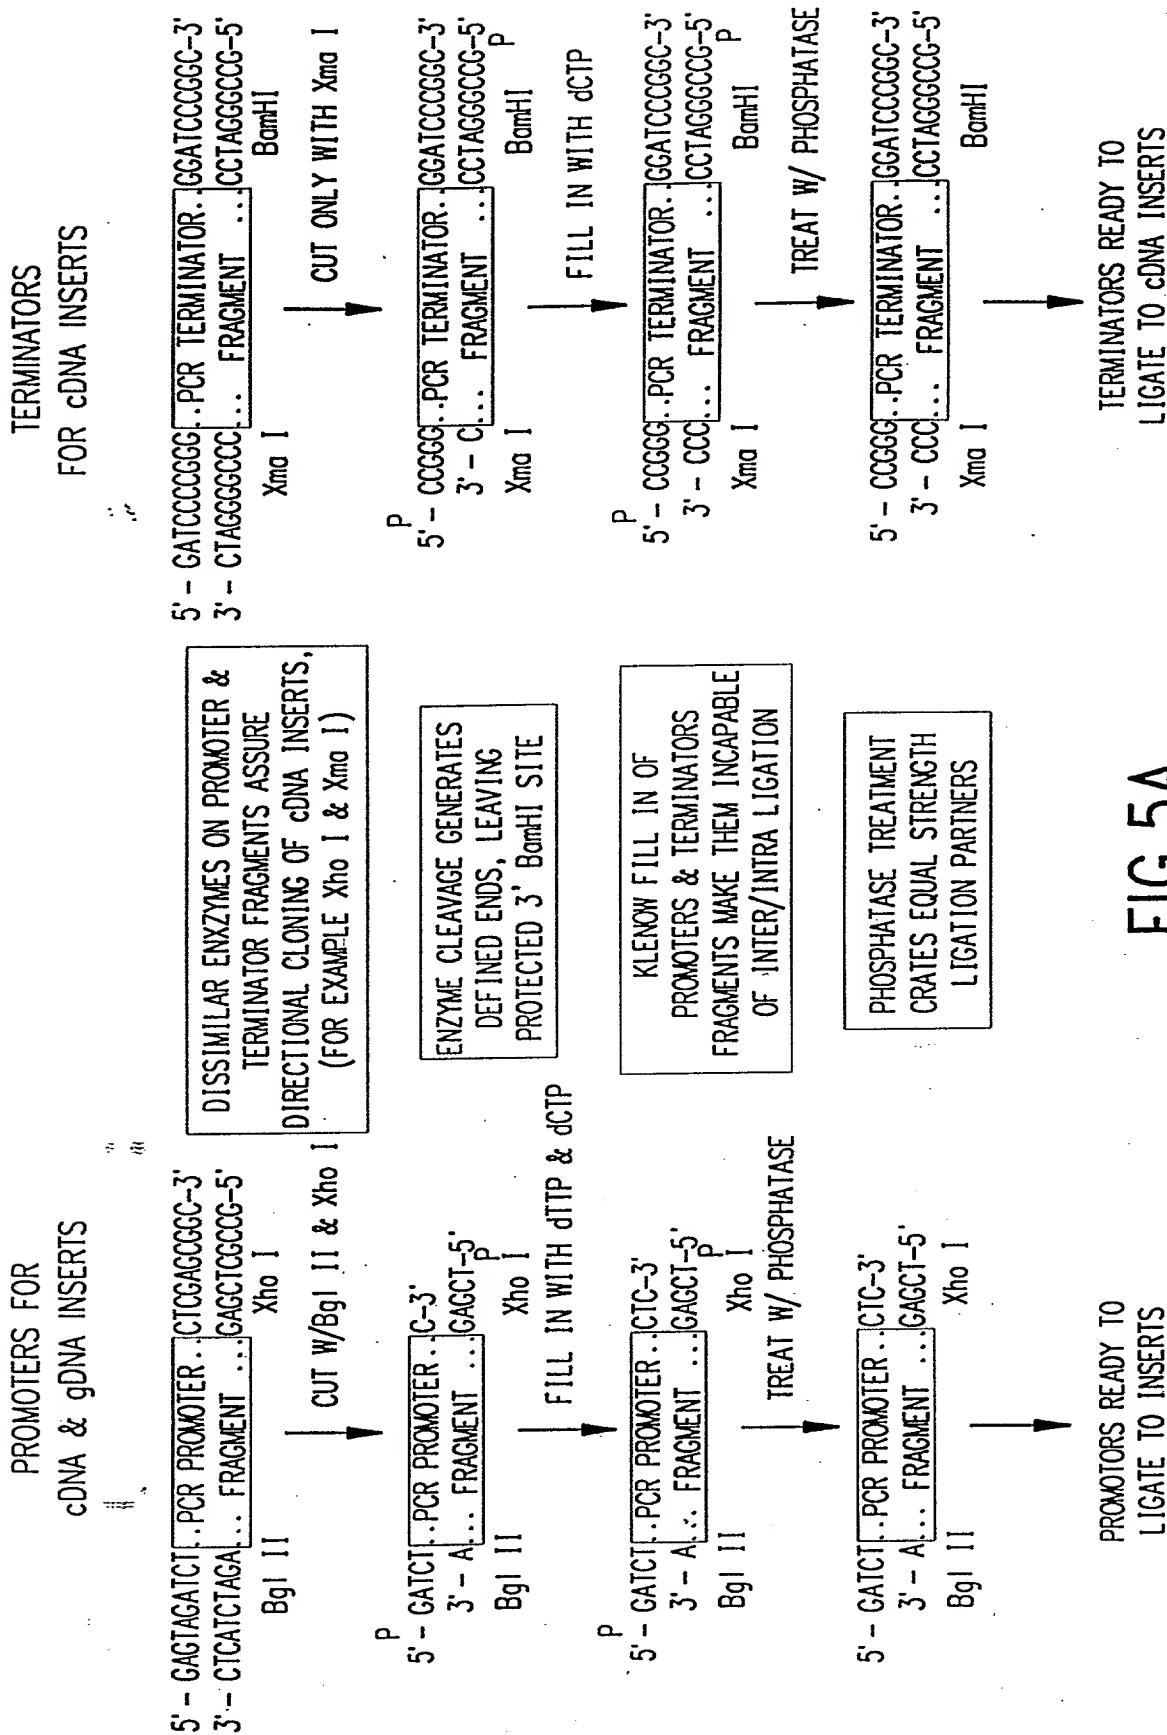 PROMOTERS FOR
cDNA & gDNA INSERTS
5' - GAGTAGATCT..PCR PROMOTER..CTCGAGCGGC-3'
3' - CTCATCTAGA... FRAGMENT ...GAGCTCGCCG-5'
Bgl II
Xho I
CUT W/Bgl II & Xho I
P
5' - GATCT..PCR PROMOTER..C-3'
3' - A... FRAGMENT ...GAGCT-5'
P
Bgl II
Xho I
FILL IN WITH dTTP & dCTP
P
5' - GATCT..PCR PROMOTER..CTC-3'
3' - A... FRAGMENT ...GAGCT-5'
P
Bgl II
Xho I
TREAT W/ PHOSPHATASE
5' - GATCT..PCR PROMOTER..CTC-3'
3' - A... FRAGMENT ...GAGCT-5'
Bgl II
Xho I
PROMOTORS READY TO
LIGATE TO INSERTS
DISSIMILAR ENXZYMES ON PROMOTER &
TERMINATOR FRAGMENTS ASSURE
DIRECTIONAL CLONING OF cDNA INSERTS,
(FOR EXAMPLE Xho I & Xma I)
ENZYME CLEAVAGE GENERATES
DEFINED ENDS, LEAVING
PROTECTED 3' BamHI SITE
KLENOW FILL IN OF
PROMOTERS & TERMINATORS
FRAGMENTS MAKE THEM INCAPABLE
OF INTER/INTRA LIGATION
PHOSPHATASE TREATMENT
CRATES EQUAL STRENGTH
LIGATION PARTNERS
TERMINATORS
FOR cDNA INSERTS
5' - GATCCCCGGG..PCR TERMINATOR..GGATCCCGGC-3'
3' - CTAGGGGCCC... FRAGMENT ...CCTAGGGCCG-5'
Xma I
BamHI
CUT ONLY WITH Xma I
P
5' - CCGGG..PCR TERMINATOR..GGATCCCGGC-3'
3' - C... FRAGMENT ...CCTAGGGCCG-5'
P
Xma I
BamHI
FILL IN WITH dCTP
P
5' - CCGGG..PCR TERMINATOR..GGATCCCGGC-3'
3' - CCC... FRAGMENT ...CCTAGGGCCG-5'
P
Xma I
BamHI
TREAT W/ PHOSPHATASE
5' - CCGGG..PCR TERMINATOR..GGATCCCGGC-3'
3' - CCC... FRAGMENT ...CCTAGGGCCG-5'
Xma I
BamHI
TERMINATORS READY TO
LIGATE TO cDNA INSERTS
FIG. 5A